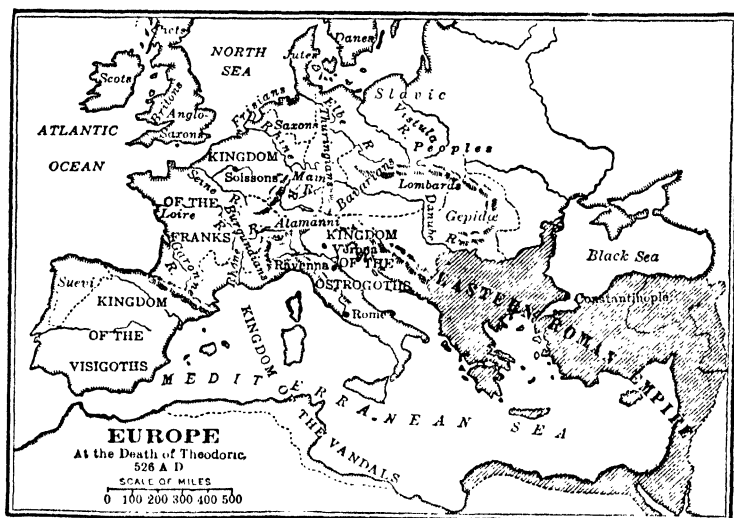 Picts
NORTH
SEA
Danes
Jutes
Scots
Britons
Anglo-
Saxons
ATLANTIC
OCEAN
Frisians
Saxons
Elbe
R
Thuringians
Slavic
Peoples
Vistula
R.
Rhine
R
KINGDOM
OF THE
FRANKS
Soissons
Seine
R
Loire
R
Garonne
R
Main
R
Bavarians
Lombards
Gepidæ
Danube
R
Alamanni
Burgundians
Rhone
R
KINGDOM
OF THE
OSTROGOTHS
Verona
Ravenna
Rome
Suevi
KINGDOM
OF THE
VISIGOTHS
Black Sea
Constantinople
EASTERN ROMAN EMPIRE
MEDITERRANEAN SEA
KINGDOM OF THE VANDALS
EUROPE
At the Death of Theodoric,
526 A D
SCALE OF MILES
0 100 200 300 400 500